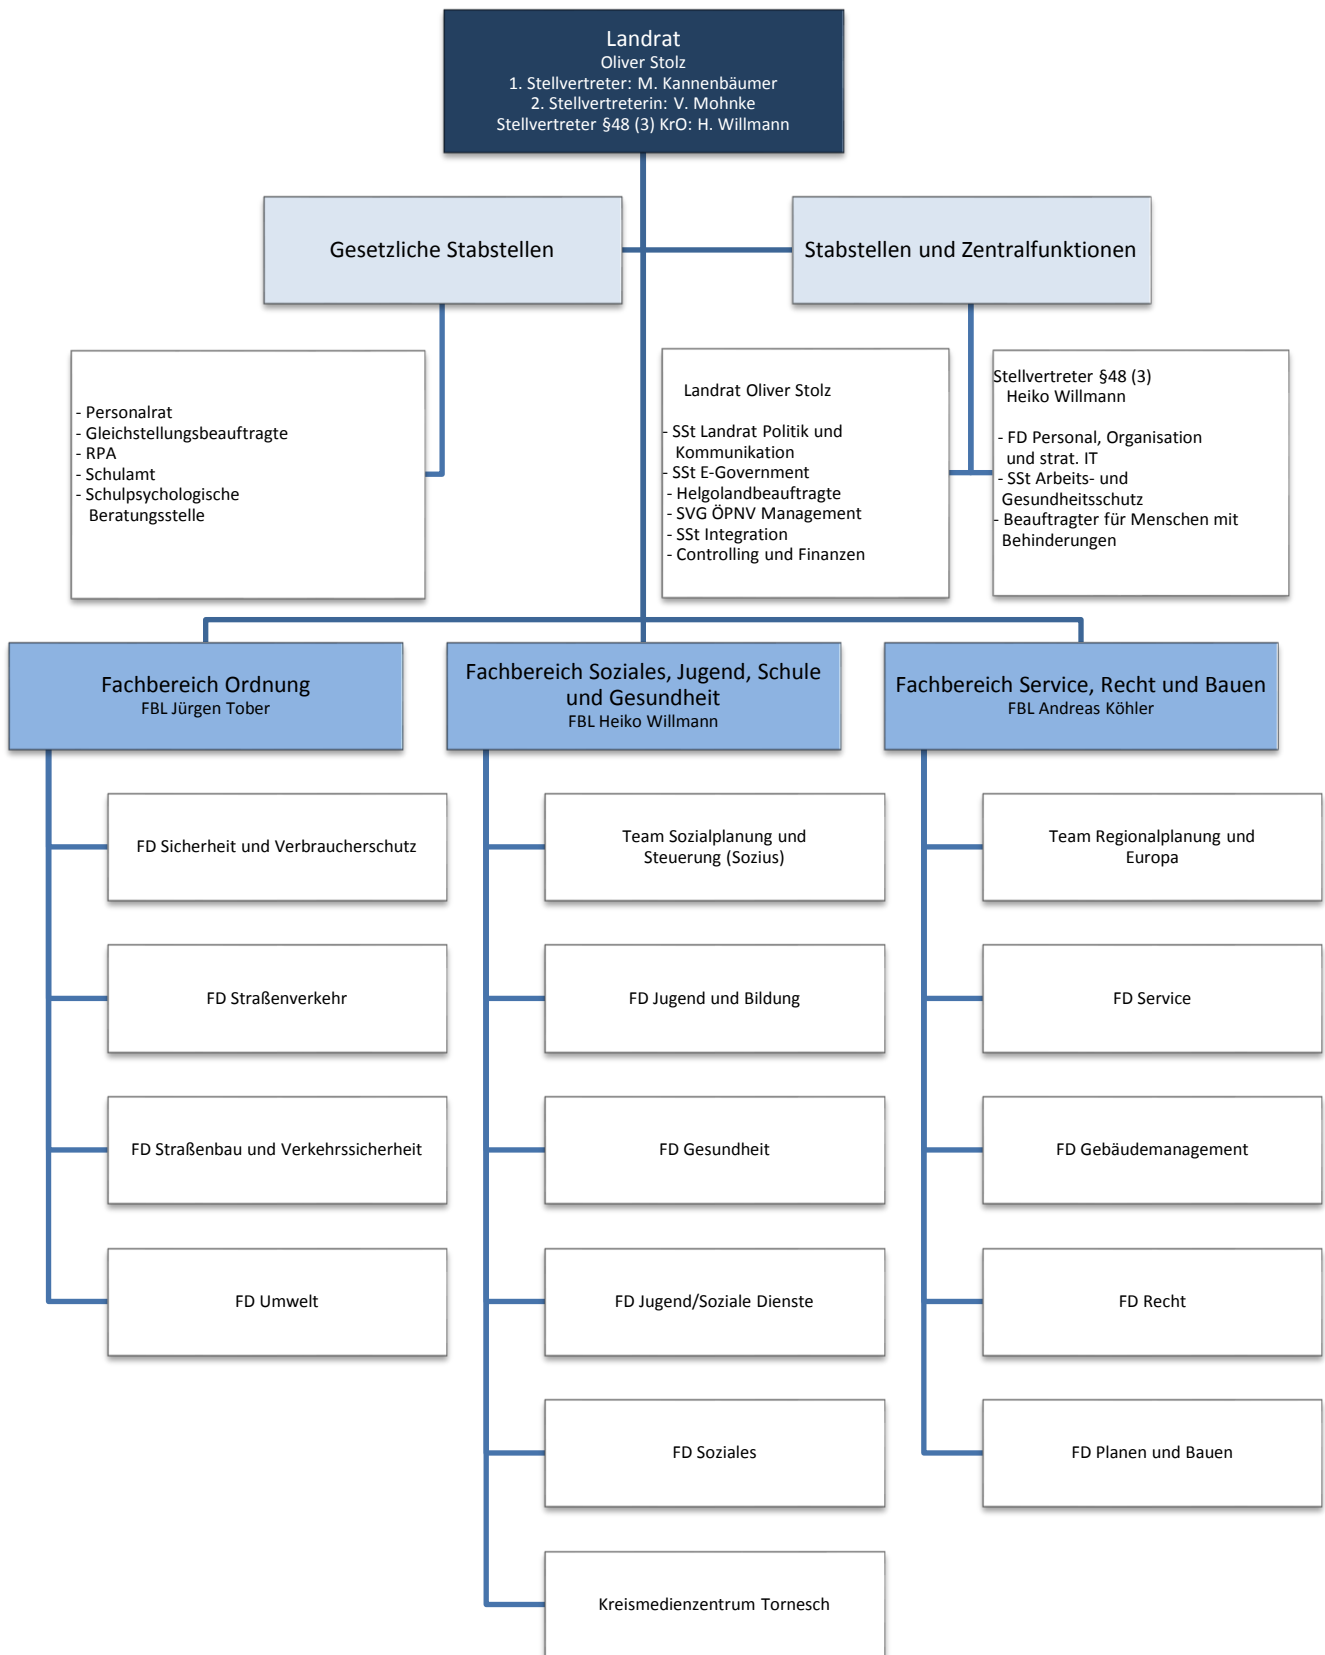 Landrat
Oliver Stolz
1. Stellvertreter: M. Kannenbäumer
2. Stellvertreterin: V. Mohnke
Stellvertreter §48 (3) KrO: H. Willmann
Gesetzliche Stabstellen
Stabstellen und Zentralfunktionen
- Personalrat
- Gleichstellungsbeauftragte
- RPA
- Schulamt
- Schulpsychologische
Beratungsstelle
Landrat Oliver Stolz
- SSt Landrat Politik und
Kommunikation
- SSt E-Government
- Helgolandbeauftragte
- SVG ÖPNV Management
- SSt Integration
- Controlling und Finanzen
Stellvertreter §48 (3)
Heiko Willmann
- FD Personal, Organisation
und strat. IT
- SSt Arbeits- und
Gesundheitsschutz
- Beauftragter für Menschen mit
Behinderungen
Fachbereich Ordnung
FBL Jürgen Tober
FD Sicherheit und Verbraucherschutz
FD Straßenverkehr
FD Straßenbau und Verkehrssicherheit
FD Umwelt
Fachbereich Soziales, Jugend, Schule
und Gesundheit
FBL Heiko Willmann
Team Sozialplanung und
Steuerung (Sozius)
FD Jugend und Bildung
FD Gesundheit
FD Jugend/Soziale Dienste
FD Soziales
Kreismedienzentrum Tornesch
Fachbereich Service, Recht und Bauen
FBL Andreas Köhler
Team Regionalplanung und
Europa
FD Service
FD Gebäudemanagement
FD Recht
FD Planen und Bauen